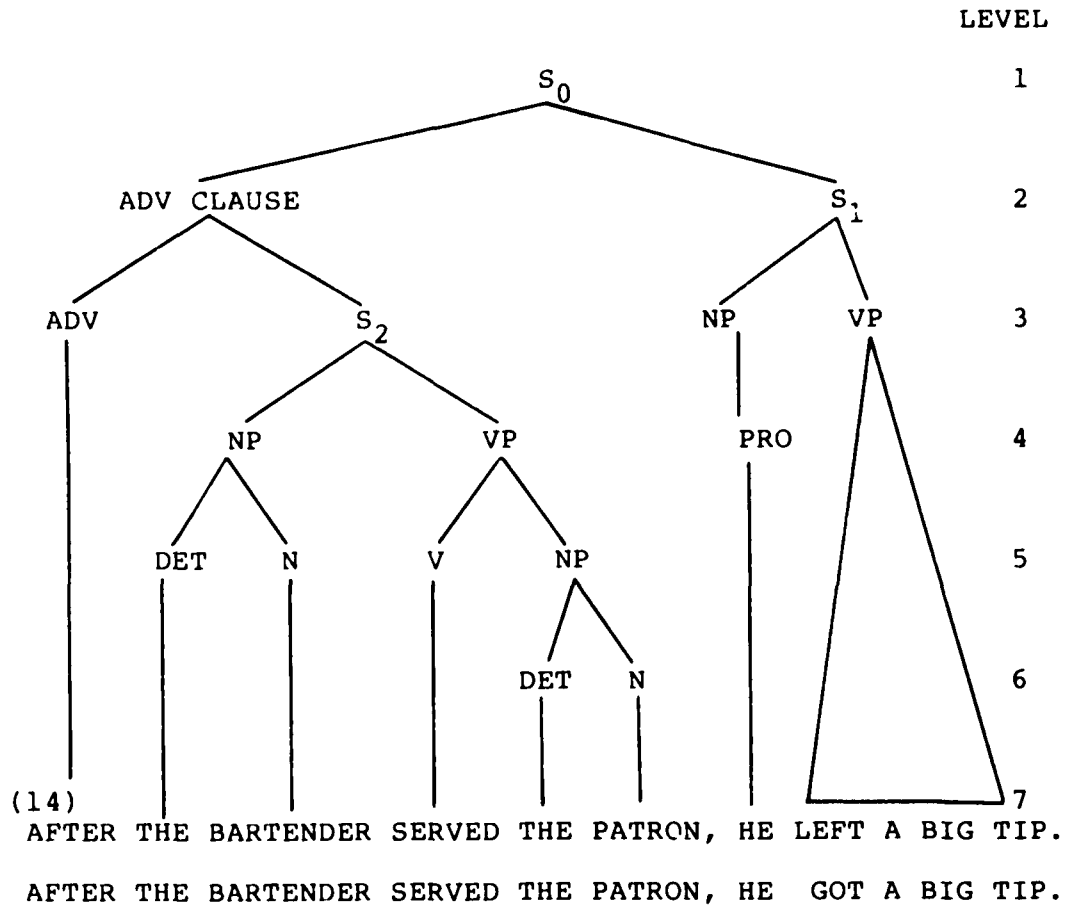 LEVEL
S0 1
ADV CLAUSE S1 2
ADV S2 NP VP 3
NP VP PRO 4
DET N V NP 5
DET N 6
(14) 7
AFTER THE BARTENDER SERVED THE PATRON, HE LEFT A BIG TIP.
AFTER THE BARTENDER SERVED THE PATRON, HE GOT A BIG TIP.